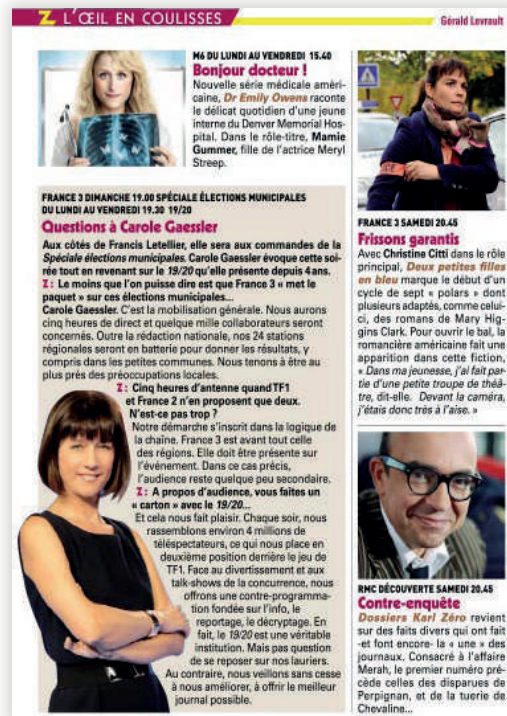 Z L'ŒIL EN COULISSES
Gérald Levrault
M6 DU LUNDI AU VENDREDI 15.40
Bonjour docteur !
Nouvelle série médicale améri-
caine, Dr Emily Owens raconte
le délicat quotidien d'une jeune
interne du Denver Memorial Hos-
pital. Dans le rôle-titre, Mamie
Gummer, fille de l'actrice Meryl
Streep.
FRANCE 3 DIMANCHE 19.00 SPÉCIALE ÉLECTIONS MUNICIPALES
DU LUNDI AU VENDREDI 19.30 19/20
Questions à Carole Gaessler
Aux côtés de Francis Letellier, elle sera aux commandes de la
Spéciale élections municipales. Carole Gaessler évoque cette soi-
rée tout en revenant sur le 19/20 qu'elle présente depuis 4 ans.
Z : Le moins que l'on puisse dire est que France 3 « met le
paquet » sur ces élections municipales...
Carole Gaessler. C'est la mobilisation générale. Nous aurons
cinq heures de direct et quelque mille collaborateurs seront
concernés. Outre la rédaction nationale, nos 24 stations
régionales seront en batterie pour donner les résultats, y
compris dans les petites communes. Nous tenons à être au
plus près des préoccupations locales.
Z : Cinq heures d'antenne quand TF1
et France 2 n'en proposent que deux.
N'est-ce pas trop ?
Notre démarche s'inscrit dans la logique de
la chaîne. France 3 est avant tout celle
des régions. Elle doit être présente sur
l'événement. Dans ce cas précis,
l'audience reste quelque peu secondaire.
Z : A propos d'audience, vous faites un
« carton » avec le 19/20...
Et cela nous fait plaisir. Chaque soir, nous
rassemblons environ 4 millions de
téléspectateurs, ce qui nous place en
deuxième position derrière le jeu de
TF1. Face au divertissement et aux
talk-shows de la concurrence, nous
offrons une contre-programma-
tion fondée sur l'info, le
reportage, le décryptage. En
fait, le 19/20 est une véritable
institution. Mais pas question
de se reposer sur nos lauriers.
Au contraire, nous veillons sans cesse
à nous améliorer, à offrir le meilleur
journal possible.
FRANCE 3 SAMEDI 20.45
Frissons garantis
Avec Christine Citti dans le rôle
principal, Deux petites filles
en bleu marque le début d'un
cycle de sept « polars » dont
plusieurs adaptés, comme celui-
ci, des romans de Mary Hig-
gins Clark. Pour ouvrir le bal, la
romancière américaine fait une
apparition dans cette fiction,
« Dans ma jeunesse, j'ai fait par-
tie d'une petite troupe de théâ-
tre, dit-elle. Devant la caméra,
j'étais donc très à l'aise. »
RMC DÉCOUVERTE SAMEDI 20.45
Contre-enquête
Dossiers Karl Zéro revient
sur des faits divers qui ont fait
-et font encore- la « une » des
journaux. Consacré à l'affaire
Merah, le premier numéro pré-
cède celles des disparues de
Perpignan, et de la tuerie de
Chevaline...